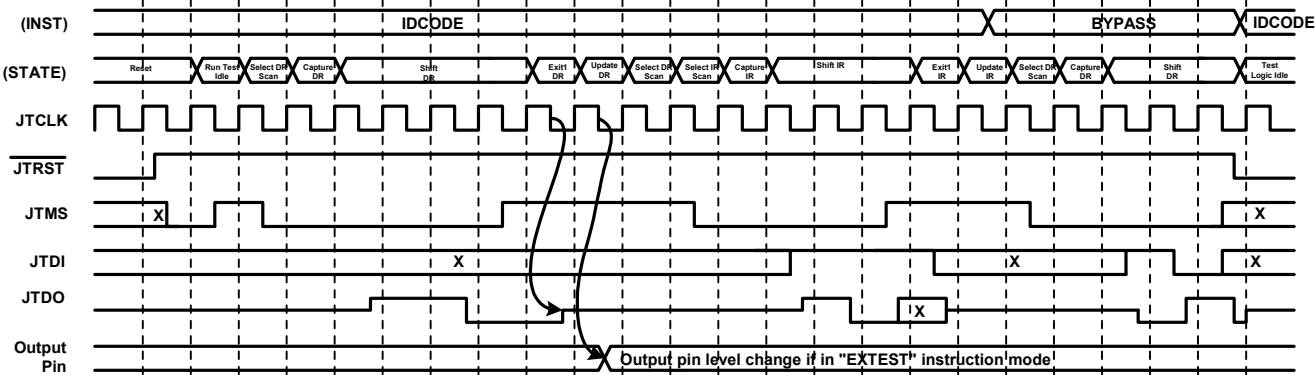 (INST) IDCODE BYPASS IDCODE
(STATE) Reset Run Test Idle Select DR Scan Capture DR Shift DR Exit1 DR Update DR Select DR Scan Select IR Scan Capture IR Shift IR Exit1 IR Update IR Select DR Scan Capture DR Shift DR Test Logic Idle
JTCLK
JTRST
JTMS X X
JTDI X X X
JTDO X
Output Pin Output pin level change if in "EXTEST" instruction mode